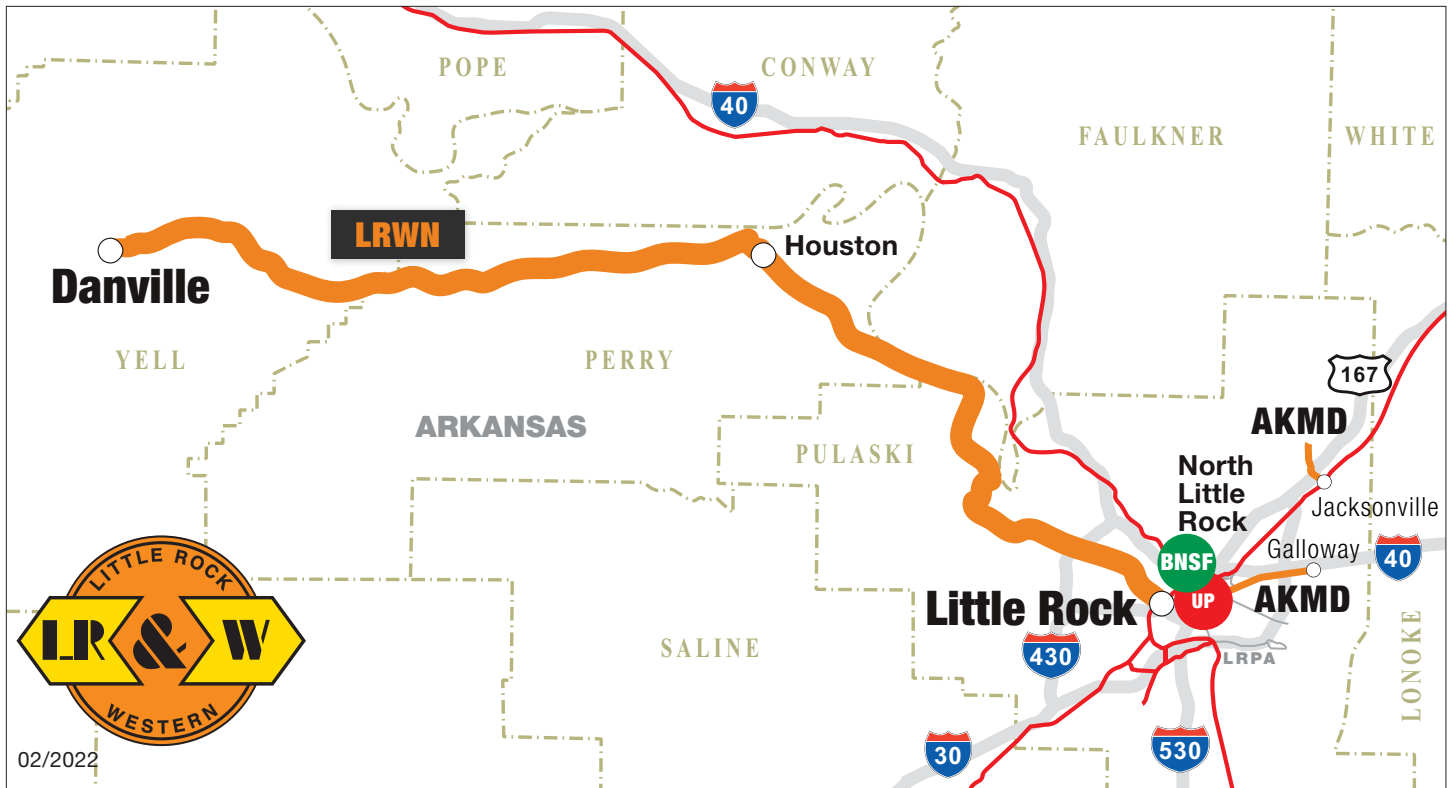 POPE
CONWAY
40
FAULKNER
WHITE
LRWN
Houston
Danville
YELL
PERRY
167
ARKANSAS
AKMD
PULASKI
North
Little
Rock
Jacksonville
Galloway
40
BNSF
UP
AKMD
Little Rock
LITTLE ROCK
LR & W
WESTERN
SALINE
430
LRPA
LONOKE
30
530
02/2022